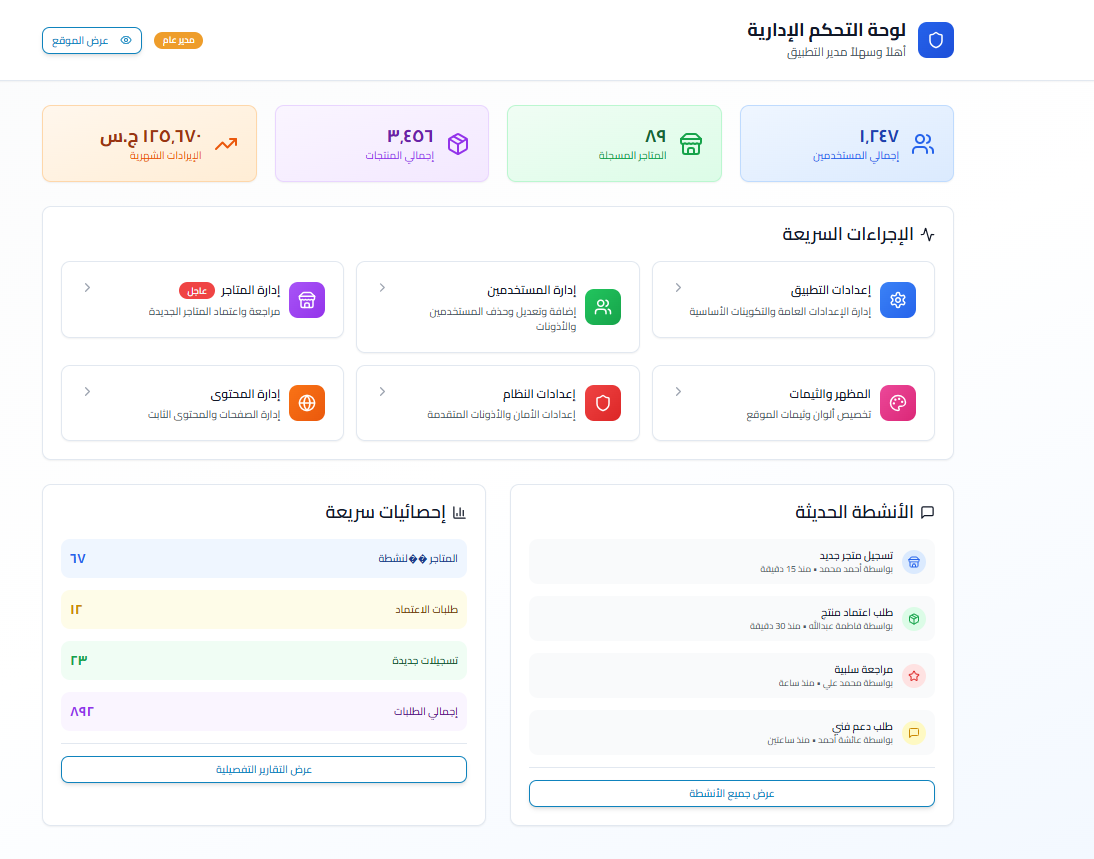 لوحة التحكم الإدارية
أهلاً وسهلاً مدير التطبيق
مدير عام
عرض الموقع
١,٢٤٧
إجمالي المستخدمين
٨٩
المتاجر المسجلة
٣,٤٥٦
إجمالي المنتجات
١٢٥,٦٧٠ ج.س
الإيرادات الشهرية
الإجراءات السريعة
إعدادات التطبيق
إدارة الإعدادات العامة والتكوينات الأساسية
إدارة المستخدمين
إضافة وتعديل وحذف المستخدمين
والأذونات
إدارة المتاجر عاجل
مراجعة واعتماد المتاجر الجديدة
المظهر والثيمات
تخصيص ألوان وثيمات الموقع
إعدادات النظام
إعدادات الأمان والأذونات المتقدمة
إدارة المحتوى
إدارة الصفحات والمحتوى الثابت
الأنشطة الحديثة
تسجيل متجر جديد
بواسطة أحمد محمد • منذ 15 دقيقة
طلب اعتماد منتج
بواسطة فاطمة عبدالله • منذ 30 دقيقة
مراجعة سلبية
بواسطة محمد علي • منذ ساعة
طلب دعم فني
بواسطة عائشة أحمد • منذ ساعتين
عرض جميع الأنشطة
إحصائيات سريعة
المتاجر ��لنشطة ٦٧
طلبات الاعتماد ١٢
تسجيلات جديدة ٢٣
إجمالي الطلبات ٨٩٢
عرض التقارير التفصيلية